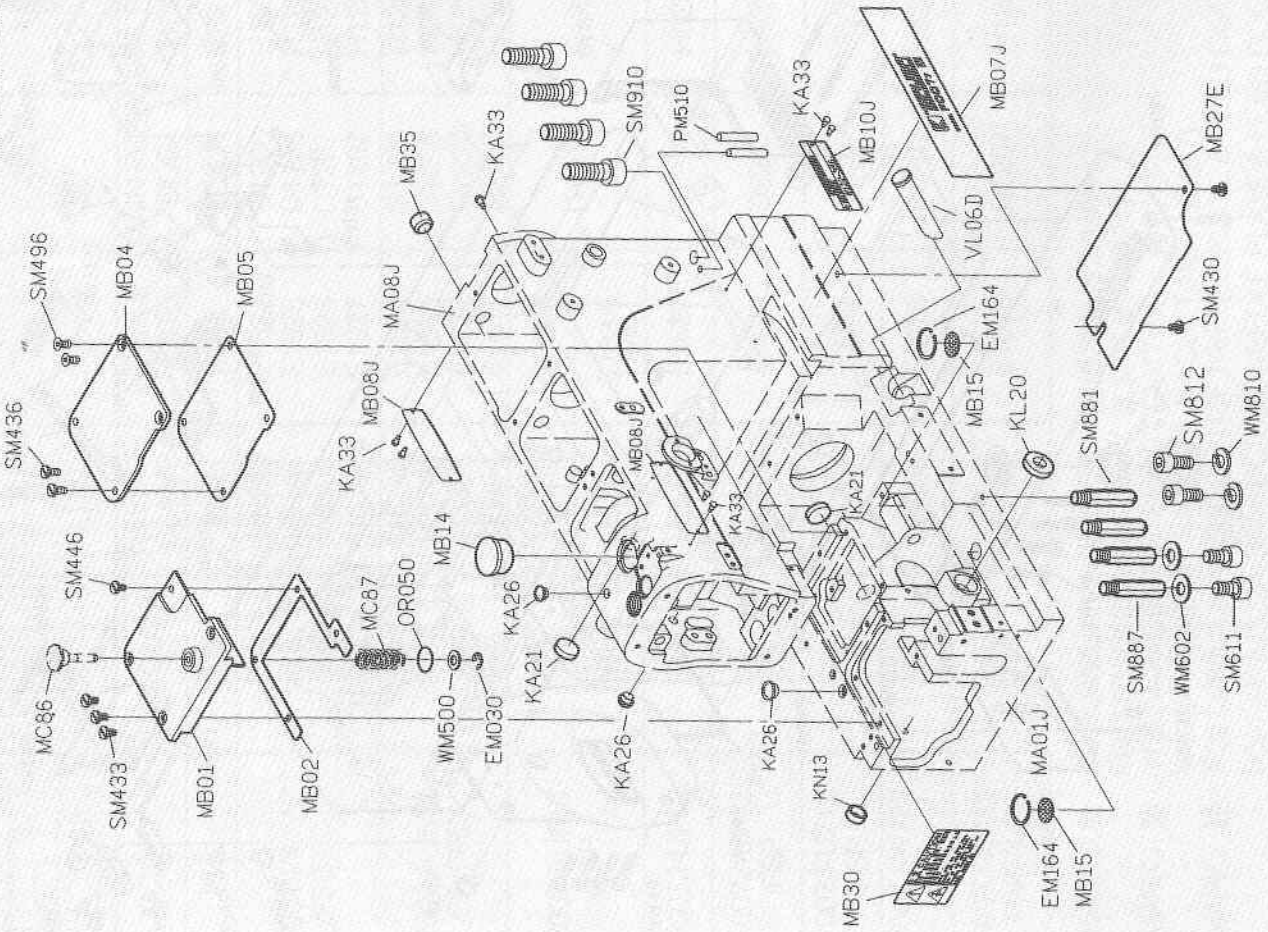 SM496
MB04
MB05
SM436
SM446
MC86
SM433
MB01
MB02
MC87
OR050
WM500
EM030
MB35
KA33
MA08J
MB08J
KA33
MB14
KA26
KA21
KA26
SM910
PM510
KA33
MB10J
MB07J
MB27E
VL06D
SM430
EM164
MB15
KL20
MB08J
KA33
KA21
SM881
SM812
WM810
SM887
WM602
SM611
KA26
KN13
MA01J
MB30
EM164
MB15